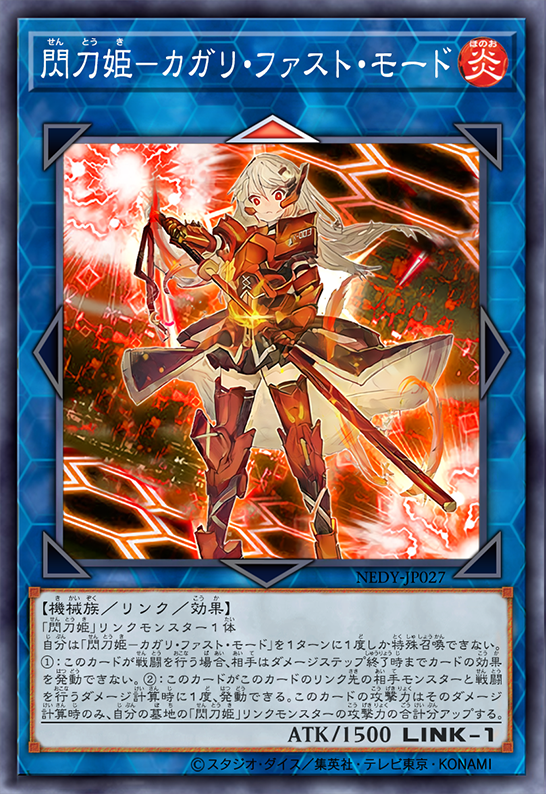 閃刀姫－カガリ・ファスト・モード
炎
NEDY-JP027
【機械族／リンク／効果】
「閃刀姫」リンクモンスター１体
自分は「閃刀姫－カガリ・ファスト・モード」を１ターンに１度しか特殊召喚できない。
①：このカードが戦闘を行う場合、相手はダメージステップ終了時までカードの効果
を発動できない。②：このカードがこのカードのリンク先の相手モンスターと戦闘
を行うダメージ計算時に１度、発動できる。このカードの攻撃力はそのダメージ
計算時のみ、自分の墓地の「閃刀姫」リンクモンスターの攻撃力の合計分アップする。
ATK/1500 LINK-1
©スタジオ・ダイス／集英社・テレビ東京・KONAMI